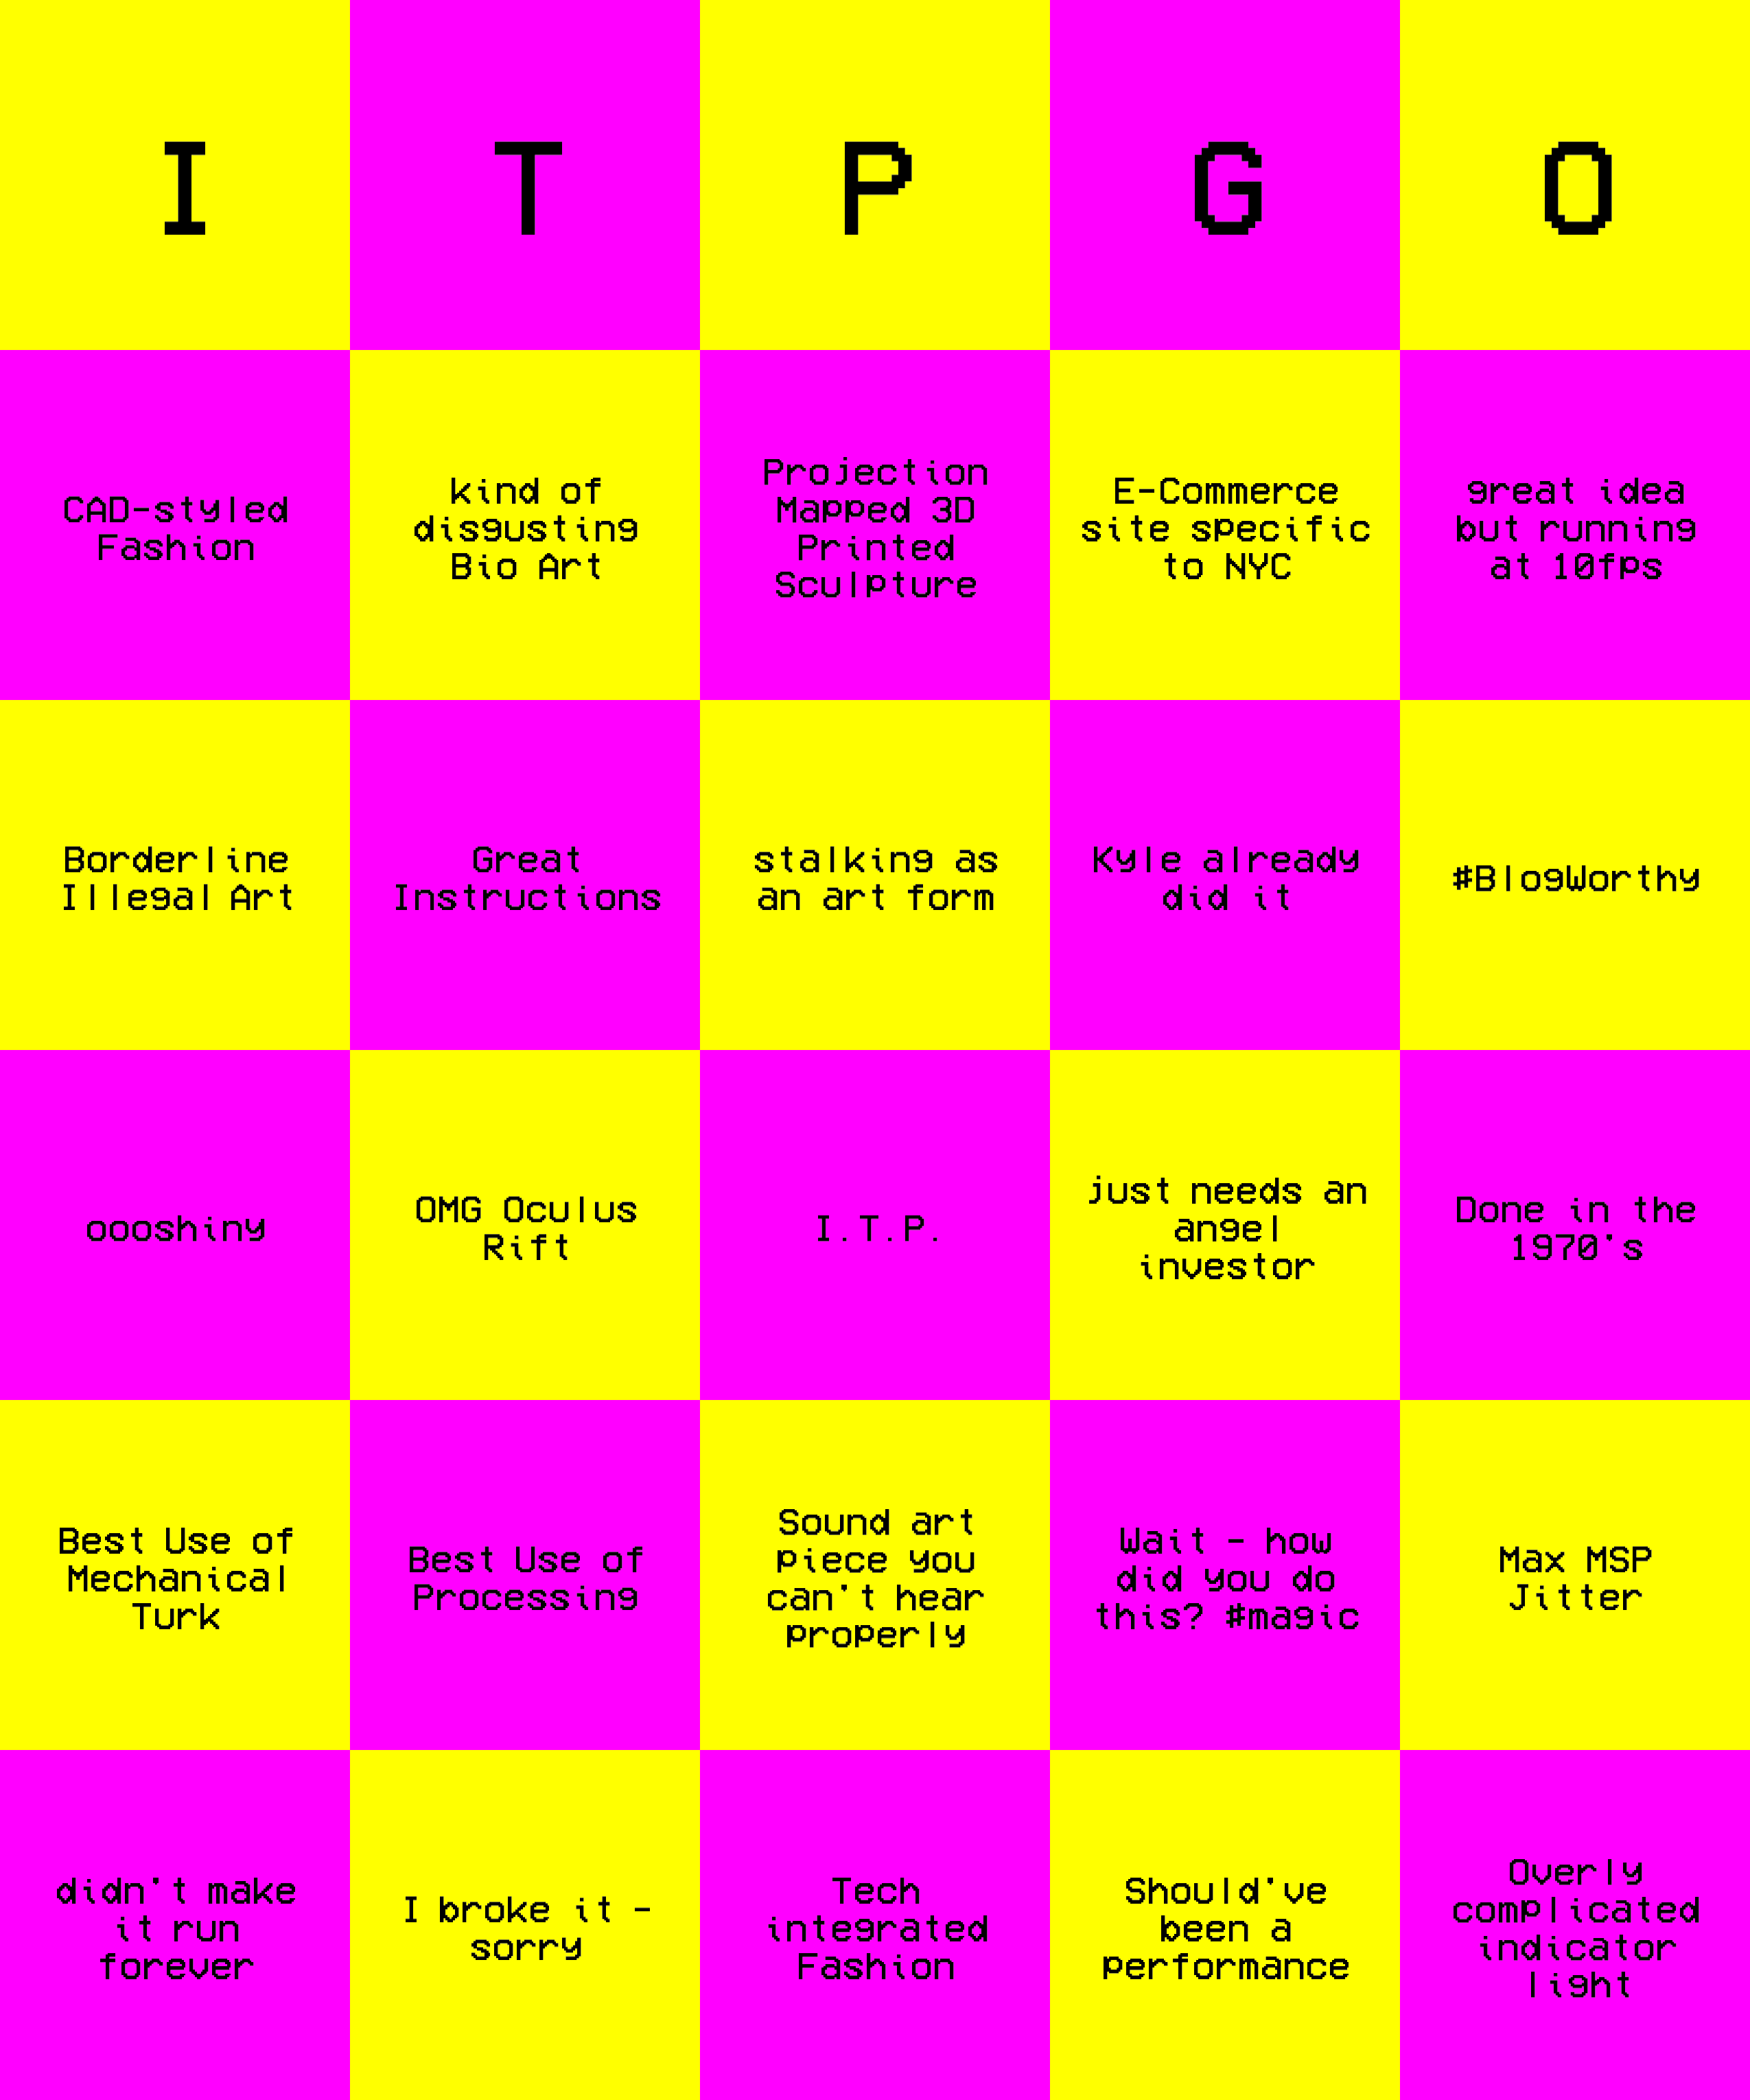 I
T
P
G
O
CAD-styled
Fashion
kind of
disgusting
Bio Art
Projection
Mapped 3D
Printed
Sculpture
E-Commerce
site specific
to NYC
great idea
but running
at 10fps
Borderline
Illegal Art
Great
Instructions
stalking as
an art form
Kyle already
did it
#BlogWorthy
oooshiny
OMG Oculus
Rift
I.T.P.
just needs an
angel
investor
Done in the
1970's
Best Use of
Mechanical
Turk
Best Use of
Processing
Sound art
piece you
can't hear
properly
Wait - how
did you do
this? #magic
Max MSP
Jitter
didn't make
it run
forever
I broke it -
sorry
Tech
integrated
Fashion
Should've
been a
performance
Overly
complicated
indicator
light